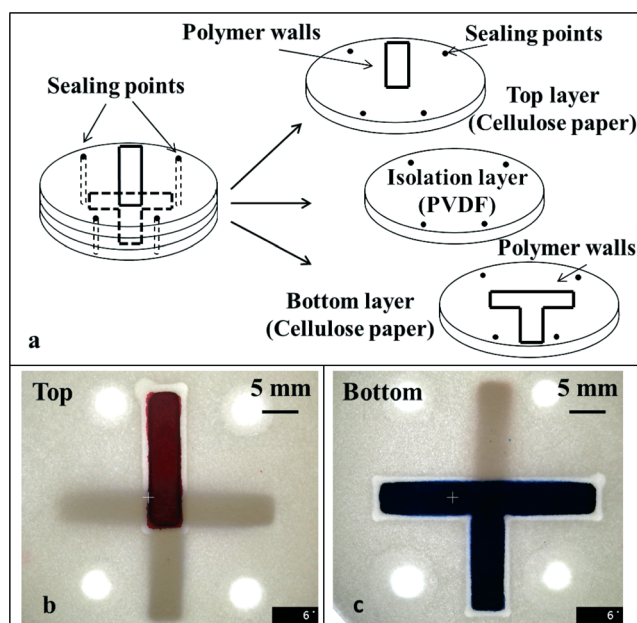 Polymer walls
Sealing points
Sealing points
Top layer
(Cellulose paper)
Isolation layer
(PVDF)
Polymer walls
Bottom layer
(Cellulose paper)
a
Top
5 mm
b
6
Bottom
5 mm
c
6